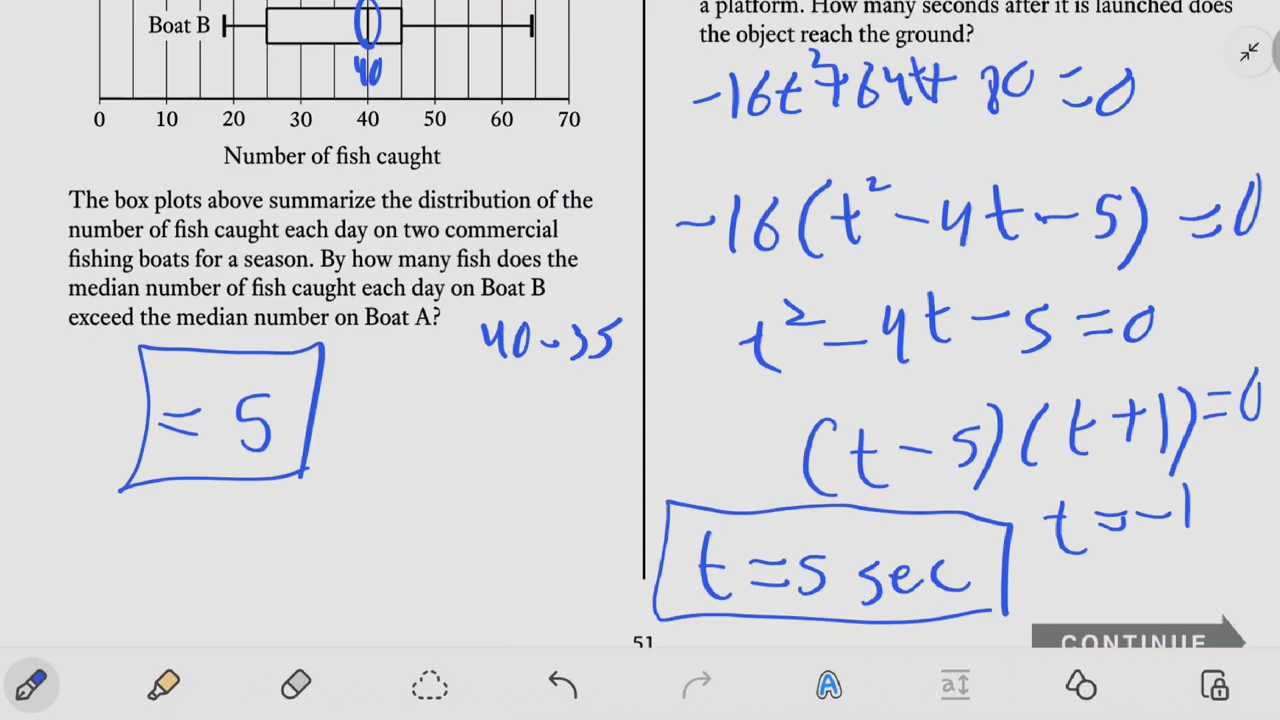 Boat B
40
0 10 20 30 40 50 60 70
Number of fish caught
The box plots above summarize the distribution of the
number of fish caught each day on two commercial
fishing boats for a season. By how many fish does the
median number of fish caught each day on Boat B
exceed the median number on Boat A?
40-35
= 5
a platform. How many seconds after it is launched does
the object reach the ground?
-16t²+64t+80=0
-16(t²-4t-5)=0
t²-4t-5=0
(t-5)(t+1)=0
t=-1
t=5 sec
51
CONTINUE
A
a